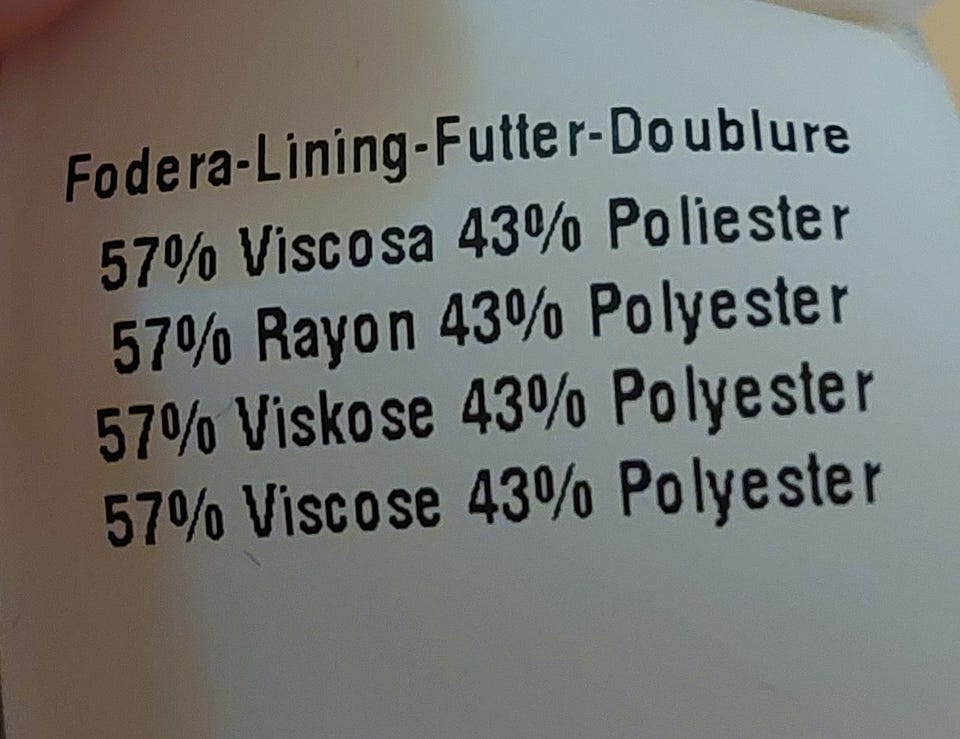 Fodera-Lining-Futter-Doublure
57% Viscosa 43% Poliester
57% Rayon 43% Polyester
57% Viskose 43% Polyester
57% Viscose 43% Polyester